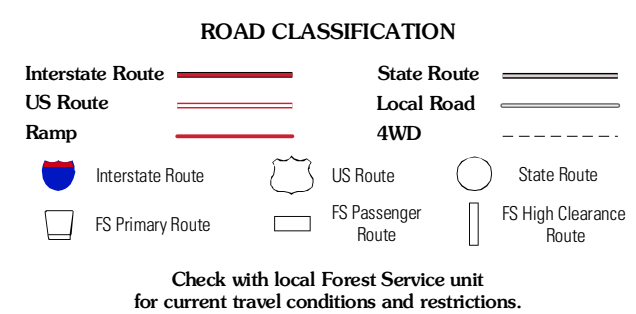 ROAD CLASSIFICATION
Interstate Route
State Route
US Route
Local Road
Ramp
4WD
Interstate Route
US Route
State Route
FS Primary Route
FS Passenger
Route
FS High Clearance
Route
Check with local Forest Service unit
for current travel conditions and restrictions.